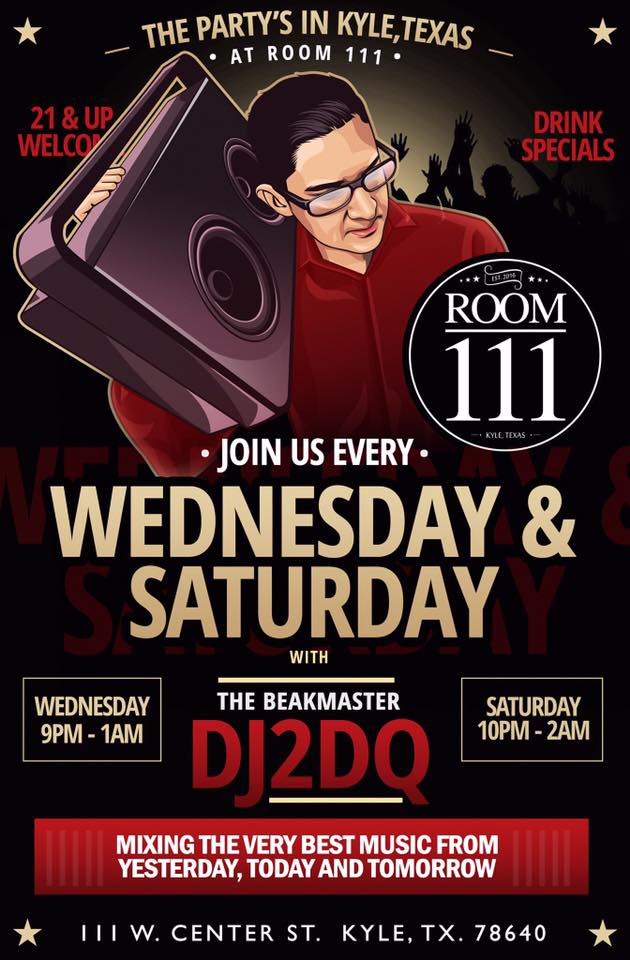 THE PARTY'S IN KYLE,TEXAS
• AT ROOM 111 •
21 & UP
DRINK
SPECIALS
EST. 2016
ROOM
111
KYLE, TEXAS
• JOIN US EVERY •
WEDNESDAY &
SATURDAY
WITH
WEDNESDAY
9PM - 1AM
THE BEAKMASTER
DJ2DQ
SATURDAY
10PM - 2AM
MIXING THE VERY BEST MUSIC FROM
YESTERDAY, TODAY AND TOMORROW
111 W. CENTER ST. KYLE, TX. 78640